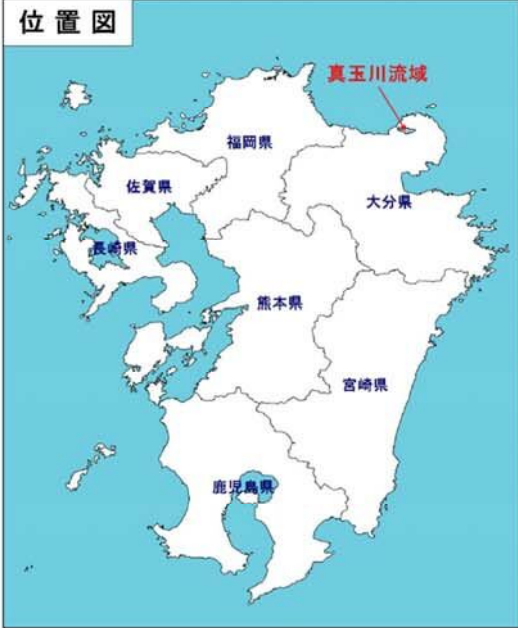 位置図
真玉川流域
福岡県
佐賀県
大分県
長崎県
熊本県
宮崎県
鹿児島県